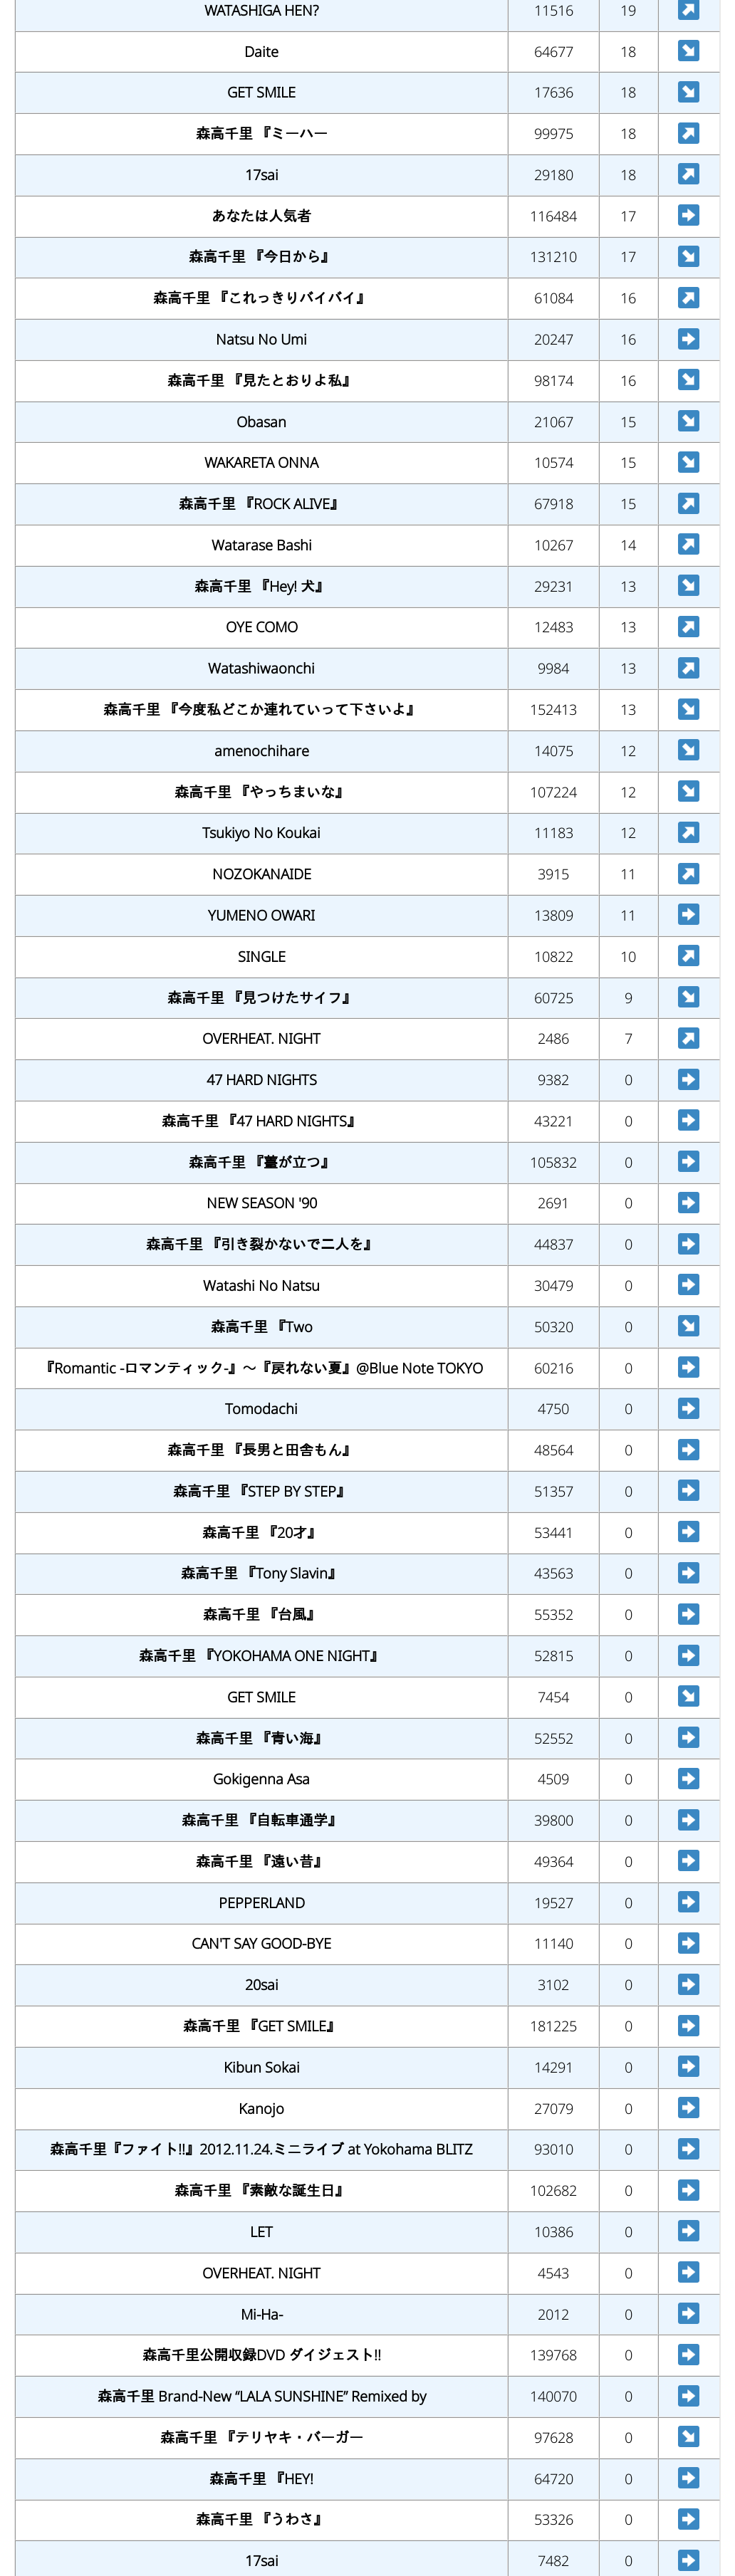 WATASHIGA HEN? 11516 19
Daite 64677 18
GET SMILE 17636 18
森高千里 『ミーハー 99975 18
17sai 29180 18
あなたは人気者 116484 17
森高千里 『今日から』 131210 17
森高千里 『これっきりバイバイ』 61084 16
Natsu No Umi 20247 16
森高千里 『見たとおりよ私』 98174 16
Obasan 21067 15
WAKARETA ONNA 10574 15
森高千里 『ROCK ALIVE』 67918 15
Watarase Bashi 10267 14
森高千里 『Hey! 犬』 29231 13
OYE COMO 12483 13
Watashiwaonchi 9984 13
森高千里 『今度私どこか連れていって下さいよ』 152413 13
amenochihare 14075 12
森高千里 『やっちまいな』 107224 12
Tsukiyo No Koukai 11183 12
NOZOKANAIDE 3915 11
YUMENO OWARI 13809 11
SINGLE 10822 10
森高千里 『見つけたサイフ』 60725 9
OVERHEAT. NIGHT 2486 7
47 HARD NIGHTS 9382 0
森高千里 『47 HARD NIGHTS』 43221 0
森高千里 『薹が立つ』 105832 0
NEW SEASON '90 2691 0
森高千里 『引き裂かないで二人を』 44837 0
Watashi No Natsu 30479 0
森高千里 『Two 50320 0
『Romantic -ロマンティック-』〜『戻れない夏』@Blue Note TOKYO 60216 0
Tomodachi 4750 0
森高千里 『長男と田舎もん』 48564 0
森高千里 『STEP BY STEP』 51357 0
森高千里 『20才』 53441 0
森高千里 『Tony Slavin』 43563 0
森高千里 『台風』 55352 0
森高千里 『YOKOHAMA ONE NIGHT』 52815 0
GET SMILE 7454 0
森高千里 『青い海』 52552 0
Gokigenna Asa 4509 0
森高千里 『自転車通学』 39800 0
森高千里 『遠い昔』 49364 0
PEPPERLAND 19527 0
CAN'T SAY GOOD-BYE 11140 0
20sai 3102 0
森高千里 『GET SMILE』 181225 0
Kibun Sokai 14291 0
Kanojo 27079 0
森高千里『ファイト!!』2012.11.24.ミニライブ at Yokohama BLITZ 93010 0
森高千里 『素敵な誕生日』 102682 0
LET 10386 0
OVERHEAT. NIGHT 4543 0
Mi-Ha- 2012 0
森高千里公開収録DVD ダイジェスト!! 139768 0
森高千里 Brand-New “LALA SUNSHINE” Remixed by 140070 0
森高千里 『テリヤキ・バーガー 97628 0
森高千里 『HEY! 64720 0
森高千里 『うわさ』 53326 0
17sai 7482 0